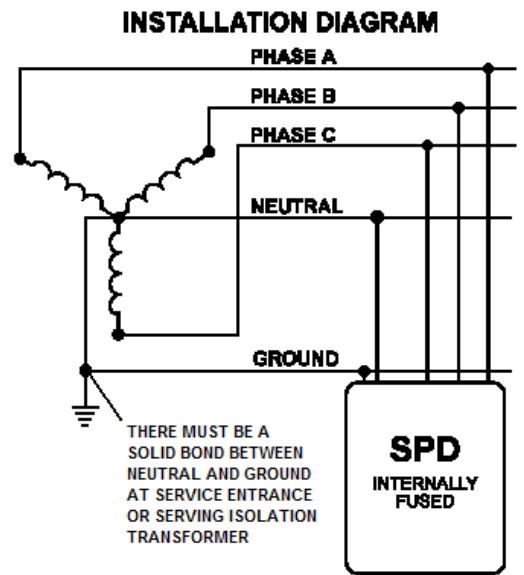 INSTALLATION DIAGRAM
PHASE A
PHASE B
PHASE C
NEUTRAL
GROUND
THERE MUST BE A
SOLID BOND BETWEEN
NEUTRAL AND GROUND
AT SERVICE ENTRANCE
OR SERVING ISOLATION
TRANSFORMER
SPD
INTERNALLY
FUSED